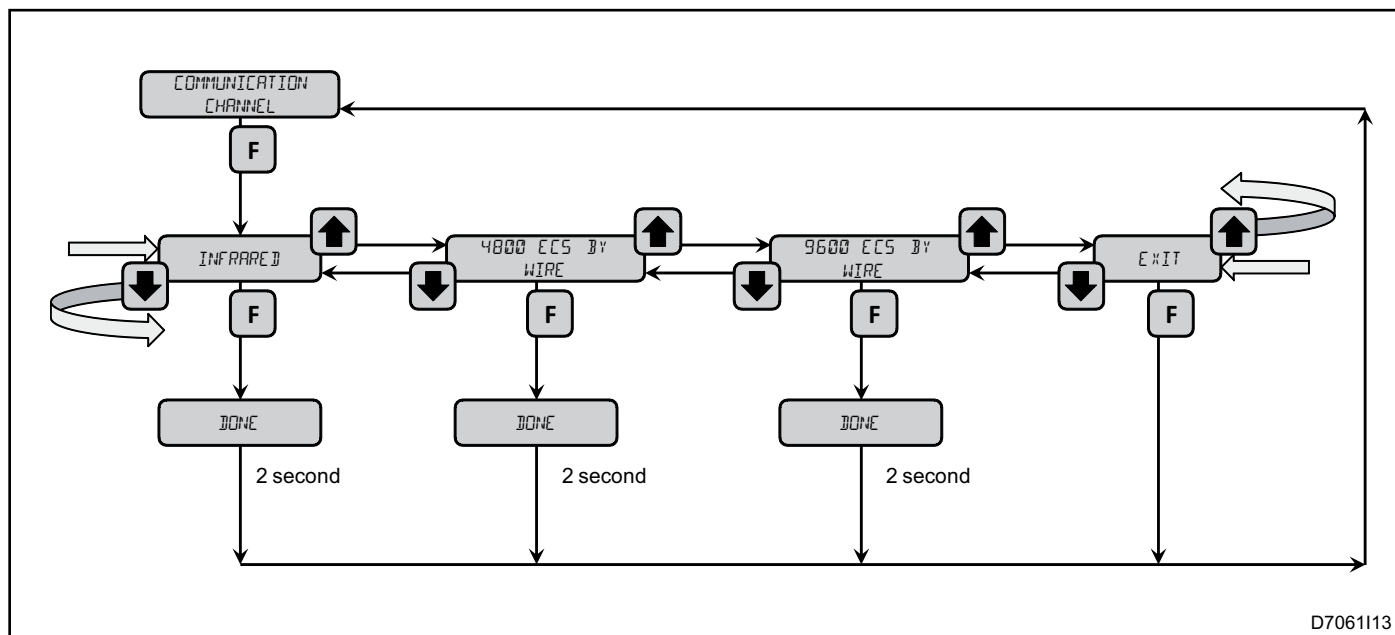 COMMUNICATION
CHANNEL
F
INFRARED
4800 ECS BY
WIRE
9600 ECS BY
WIRE
EXIT
F
F
F
F
DONE
DONE
DONE
2 second
2 second
2 second
D7061I13